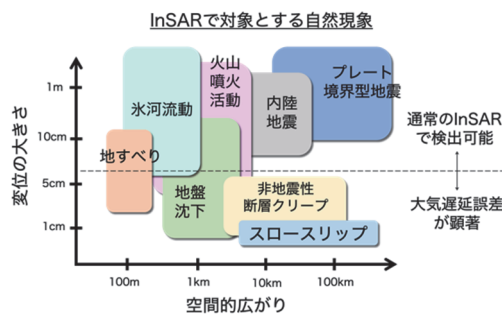 InSARで対象とする自然現象
変位の大きさ
1m
10cm
5cm
1cm
氷河流動
火山
噴火
活動
内陸
地震
プレート
境界型地震
地すべり
地盤
沈下
非地震性
断層クリープ
スロースリップ
通常のInSAR
で検出可能
大気遅延誤差
が顕著
100m
1km
10km
100km
空間的広がり